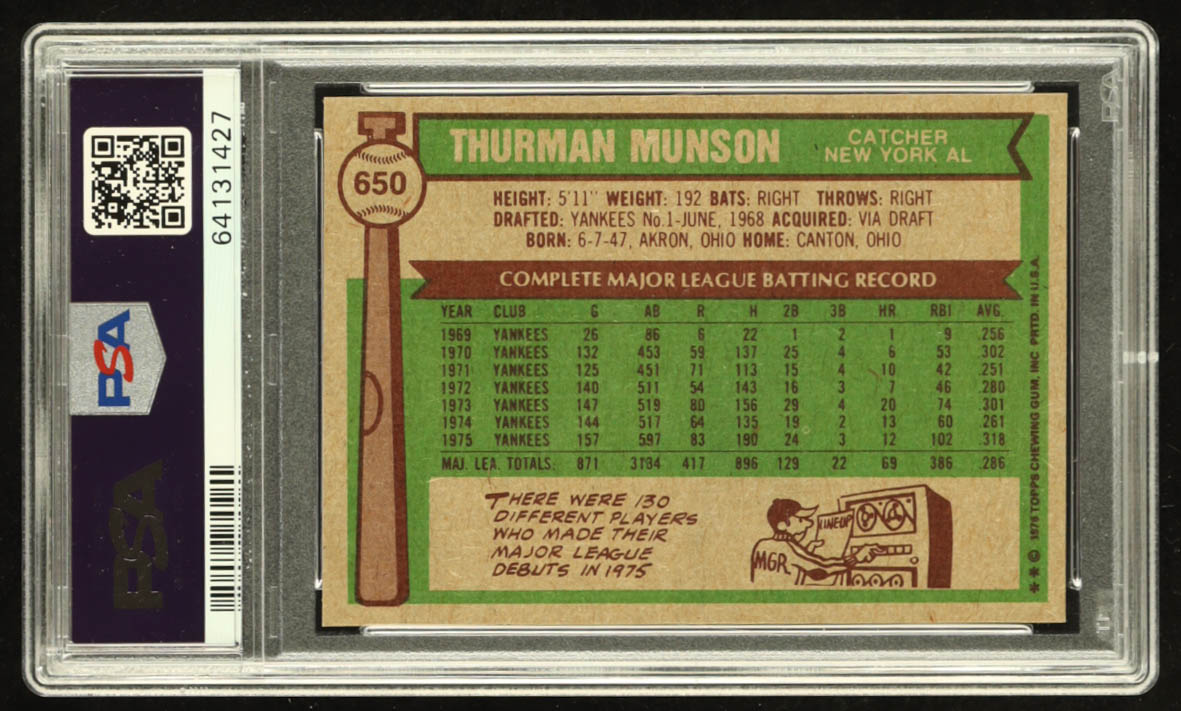 PSA
64131427
PSA
PSA
650
THURMAN MUNSON
CATCHER
NEW YORK AL
HEIGHT: 5'11" WEIGHT: 192 BATS: RIGHT THROWS: RIGHT
DRAFTED: YANKEES No.1-JUNE, 1968 ACQUIRED: VIA DRAFT
BORN: 6-7-47, AKRON, OHIO HOME: CANTON, OHIO
COMPLETE MAJOR LEAGUE BATTING RECORD
YEAR CLUB G AB R H 2B 3B HR RBI AVG.
1969 YANKEES 26 86 6 22 1 2 1 9 .256
1970 YANKEES 132 453 59 137 25 4 6 53 .302
1971 YANKEES 125 451 71 113 15 4 10 42 .251
1972 YANKEES 140 511 54 143 16 3 7 46 .280
1973 YANKEES 147 519 80 156 29 4 20 74 .301
1974 YANKEES 144 517 64 135 19 2 13 60 .261
1975 YANKEES 157 597 83 190 24 3 12 102 .318
MAJ. LEA. TOTALS: 871 3134 417 896 129 22 69 386 .286
THERE WERE 130
DIFFERENT PLAYERS
WHO MADE THEIR
MAJOR LEAGUE
DEBUTS IN 1975
LINEUP
MGR
** © 1976 TOPPS CHEWING GUM, INC. PRTD. IN U.S.A.